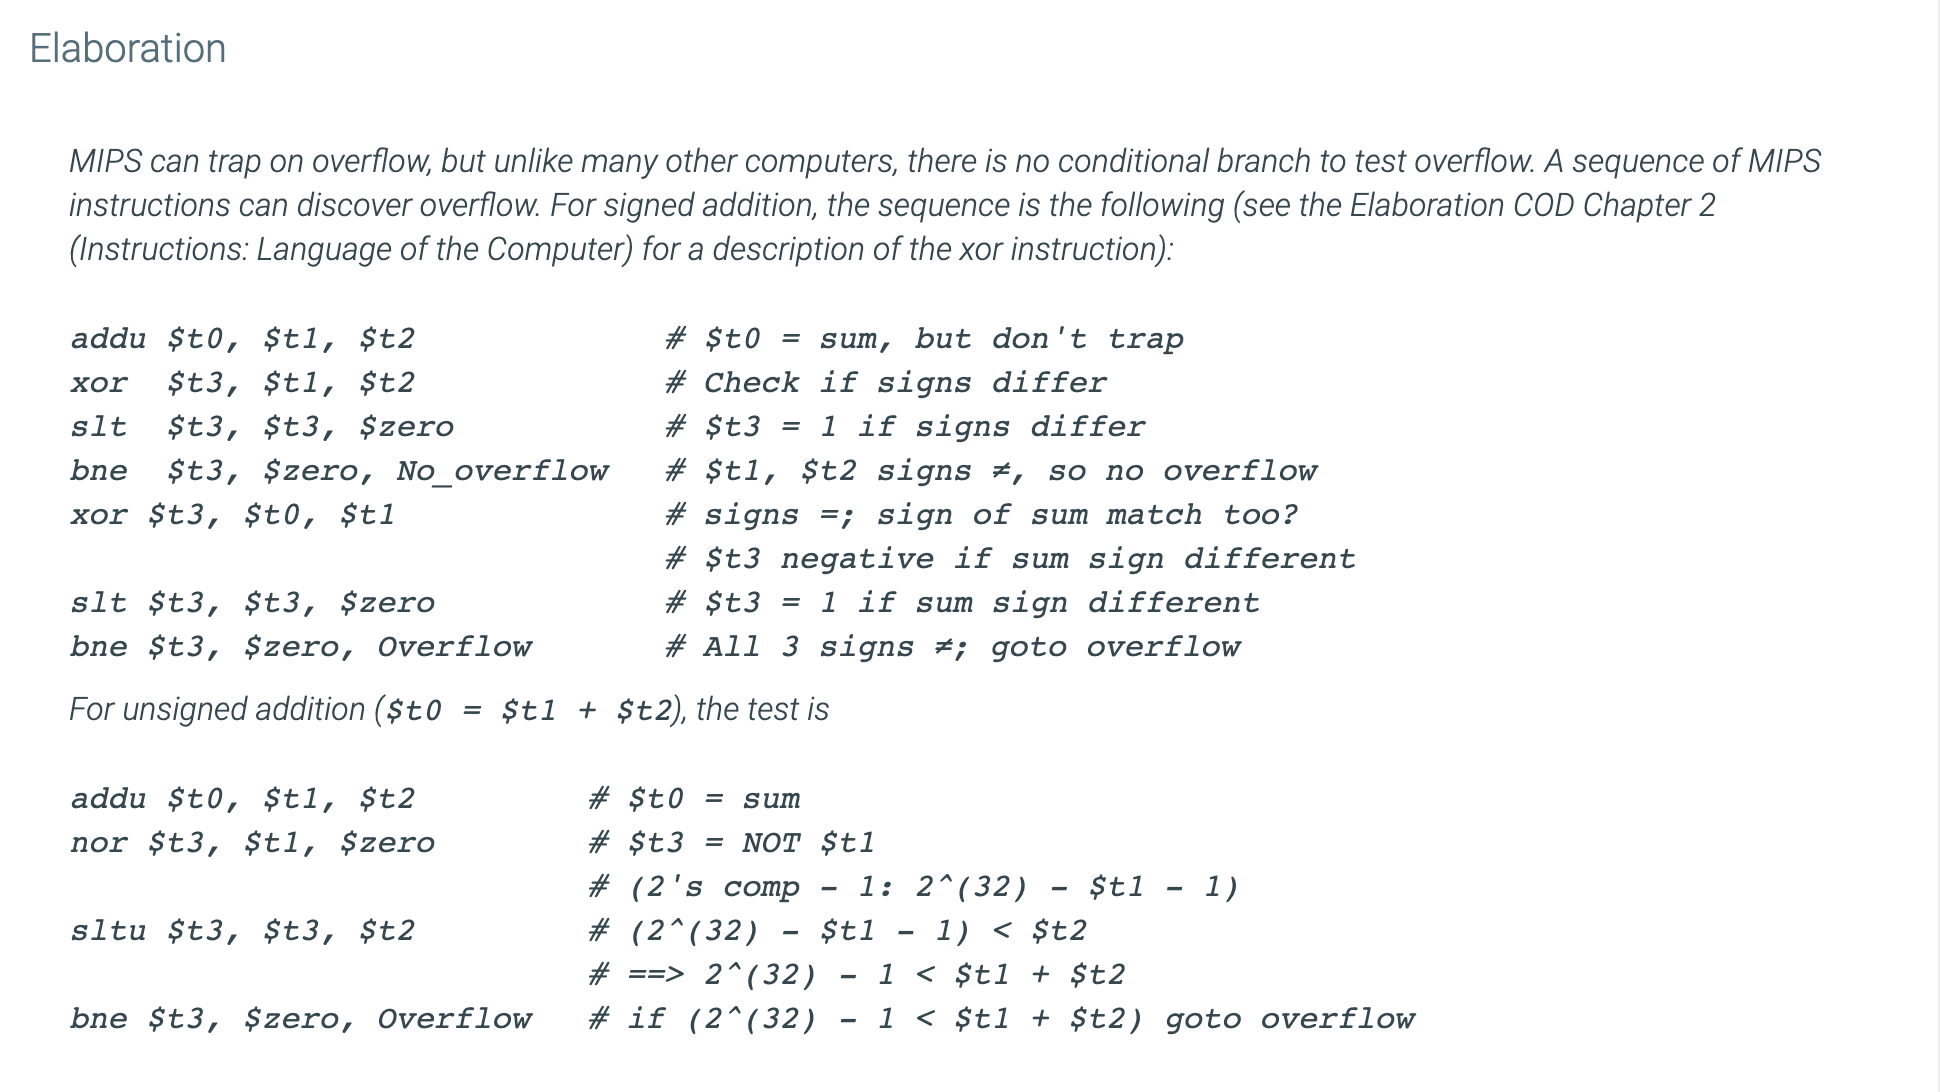 Elaboration
MIPS can trap on overflow, but unlike many other computers, there is no conditional branch to test overflow. A sequence of MIPS
instructions can discover overflow. For signed addition, the sequence is the following (see the Elaboration COD Chapter 2
(Instructions: Language of the Computer) for a description of the xor instruction):
addu $t0, $t1, $t2 # $t0 = sum, but don't trap
xor $t3, $t1, $t2 # Check if signs differ
slt $t3, $t3, $zero # $t3 = 1 if signs differ
bne $t3, $zero, No_overflow # $t1, $t2 signs ≠, so no overflow
xor $t3, $t0, $t1 # signs =; sign of sum match too?
# $t3 negative if sum sign different
slt $t3, $t3, $zero # $t3 = 1 if sum sign different
bne $t3, $zero, Overflow # All 3 signs ≠; goto overflow
For unsigned addition ($t0 = $t1 + $t2), the test is
addu $t0, $t1, $t2 # $t0 = sum
nor $t3, $t1, $zero # $t3 = NOT $t1
# (2's comp - 1: 2^(32) - $t1 - 1)
sltu $t3, $t3, $t2 # (2^(32) - $t1 - 1) < $t2
# ==> 2^(32) - 1 < $t1 + $t2
bne $t3, $zero, Overflow # if (2^(32) - 1 < $t1 + $t2) goto overflow